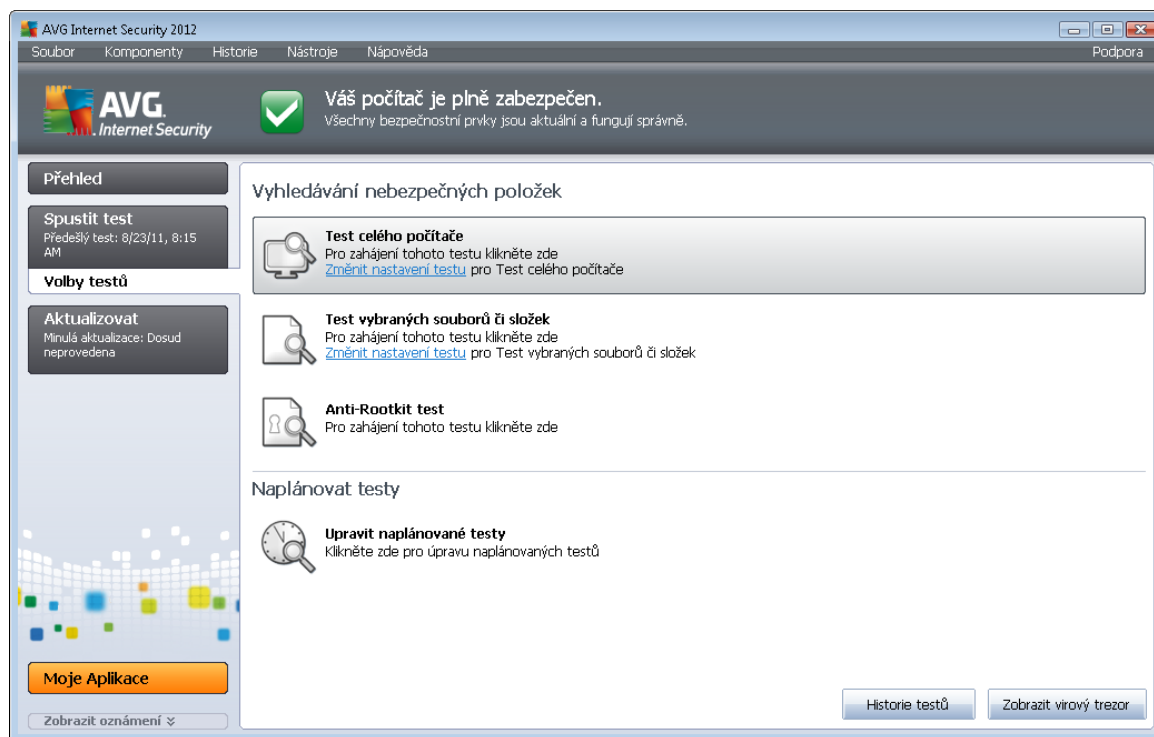 AVG Internet Security 2012
Soubor Komponenty Historie Nástroje Nápověda Podpora
AVG.
Internet Security
Váš počítač je plně zabezpečen.
Všechny bezpečnostní prvky jsou aktuální a fungují správně.
Přehled
Spustit test
Předešlý test: 8/23/11, 8:15
AM
Volby testů
Aktualizovat
Minulá aktualizace: Dosud
neprovedena
Vyhledávání nebezpečných položek
Test celého počítače
Pro zahájení tohoto testu klikněte zde
Změnit nastavení testu pro Test celého počítače
Test vybraných souborů či složek
Pro zahájení tohoto testu klikněte zde
Změnit nastavení testu pro Test vybraných souborů či složek
Anti-Rootkit test
Pro zahájení tohoto testu klikněte zde
Naplánovat testy
Upravit naplánované testy
Klikněte zde pro úpravu naplánovaných testů
Moje Aplikace
Zobrazit oznámení
Historie testů
Zobrazit virový trezor